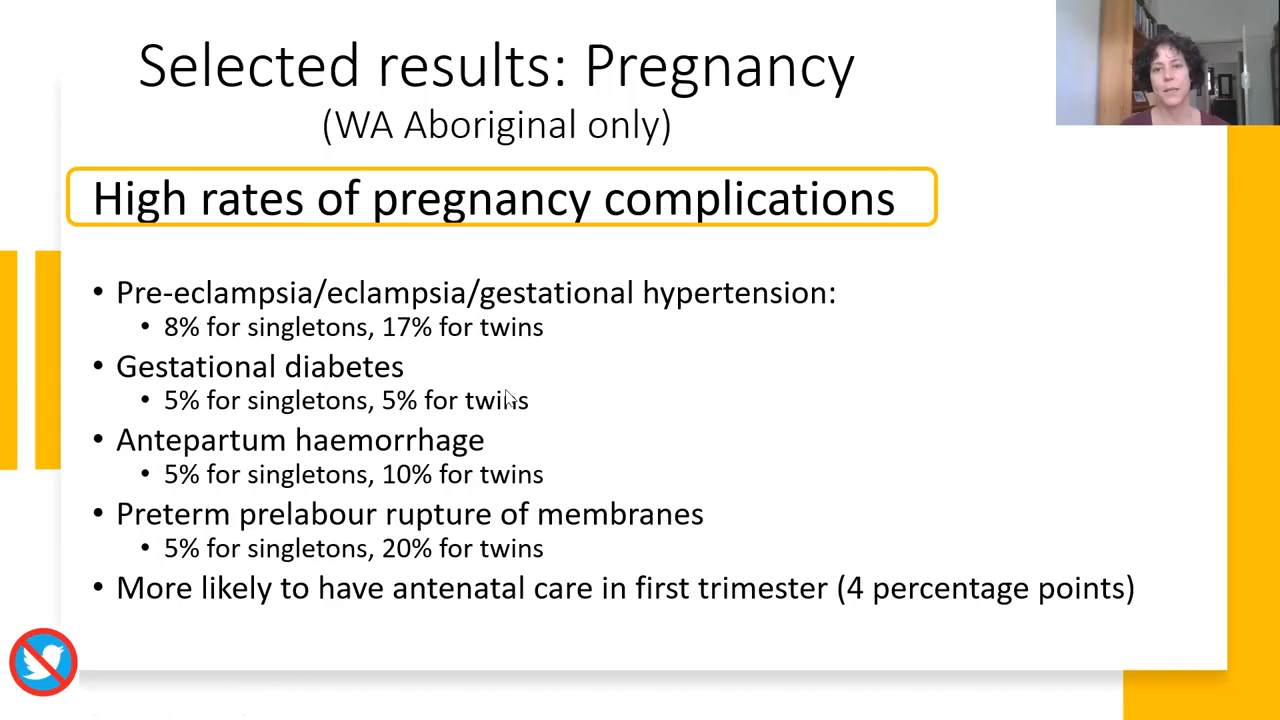 Selected results: Pregnancy
(WA Aboriginal only)
High rates of pregnancy complications
• Pre-eclampsia/eclampsia/gestational hypertension:
• 8% for singletons, 17% for twins
• Gestational diabetes
• 5% for singletons, 5% for twins
• Antepartum haemorrhage
• 5% for singletons, 10% for twins
• Preterm prelabour rupture of membranes
• 5% for singletons, 20% for twins
• More likely to have antenatal care in first trimester (4 percentage points)